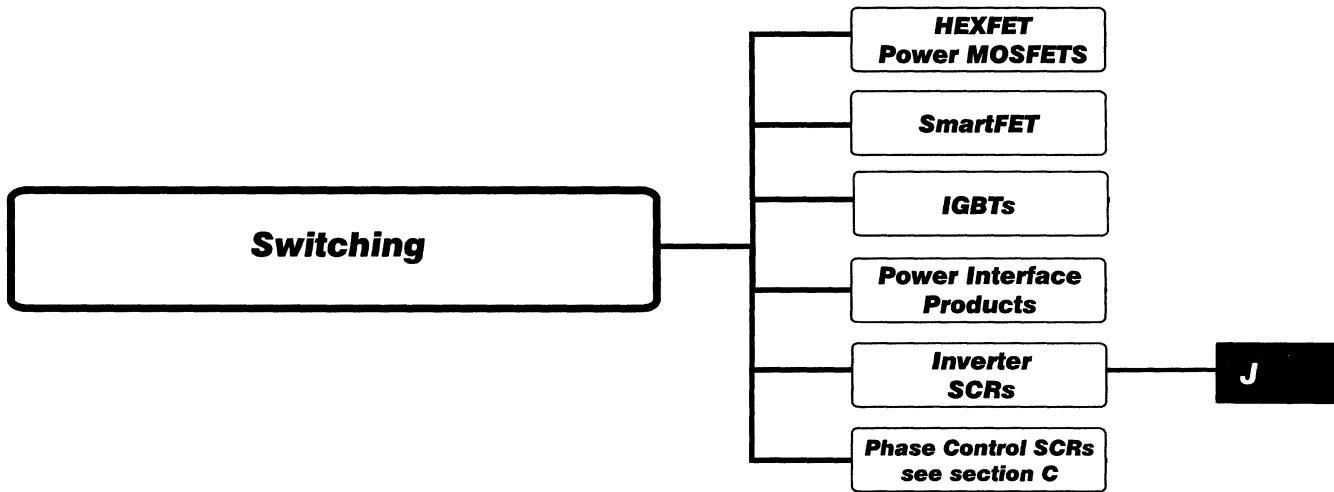 Switching
HEXFET
Power MOSFETS
SmartFET
IGBTs
Power Interface
Products
Inverter
SCRs
J
Phase Control SCRs
see section C